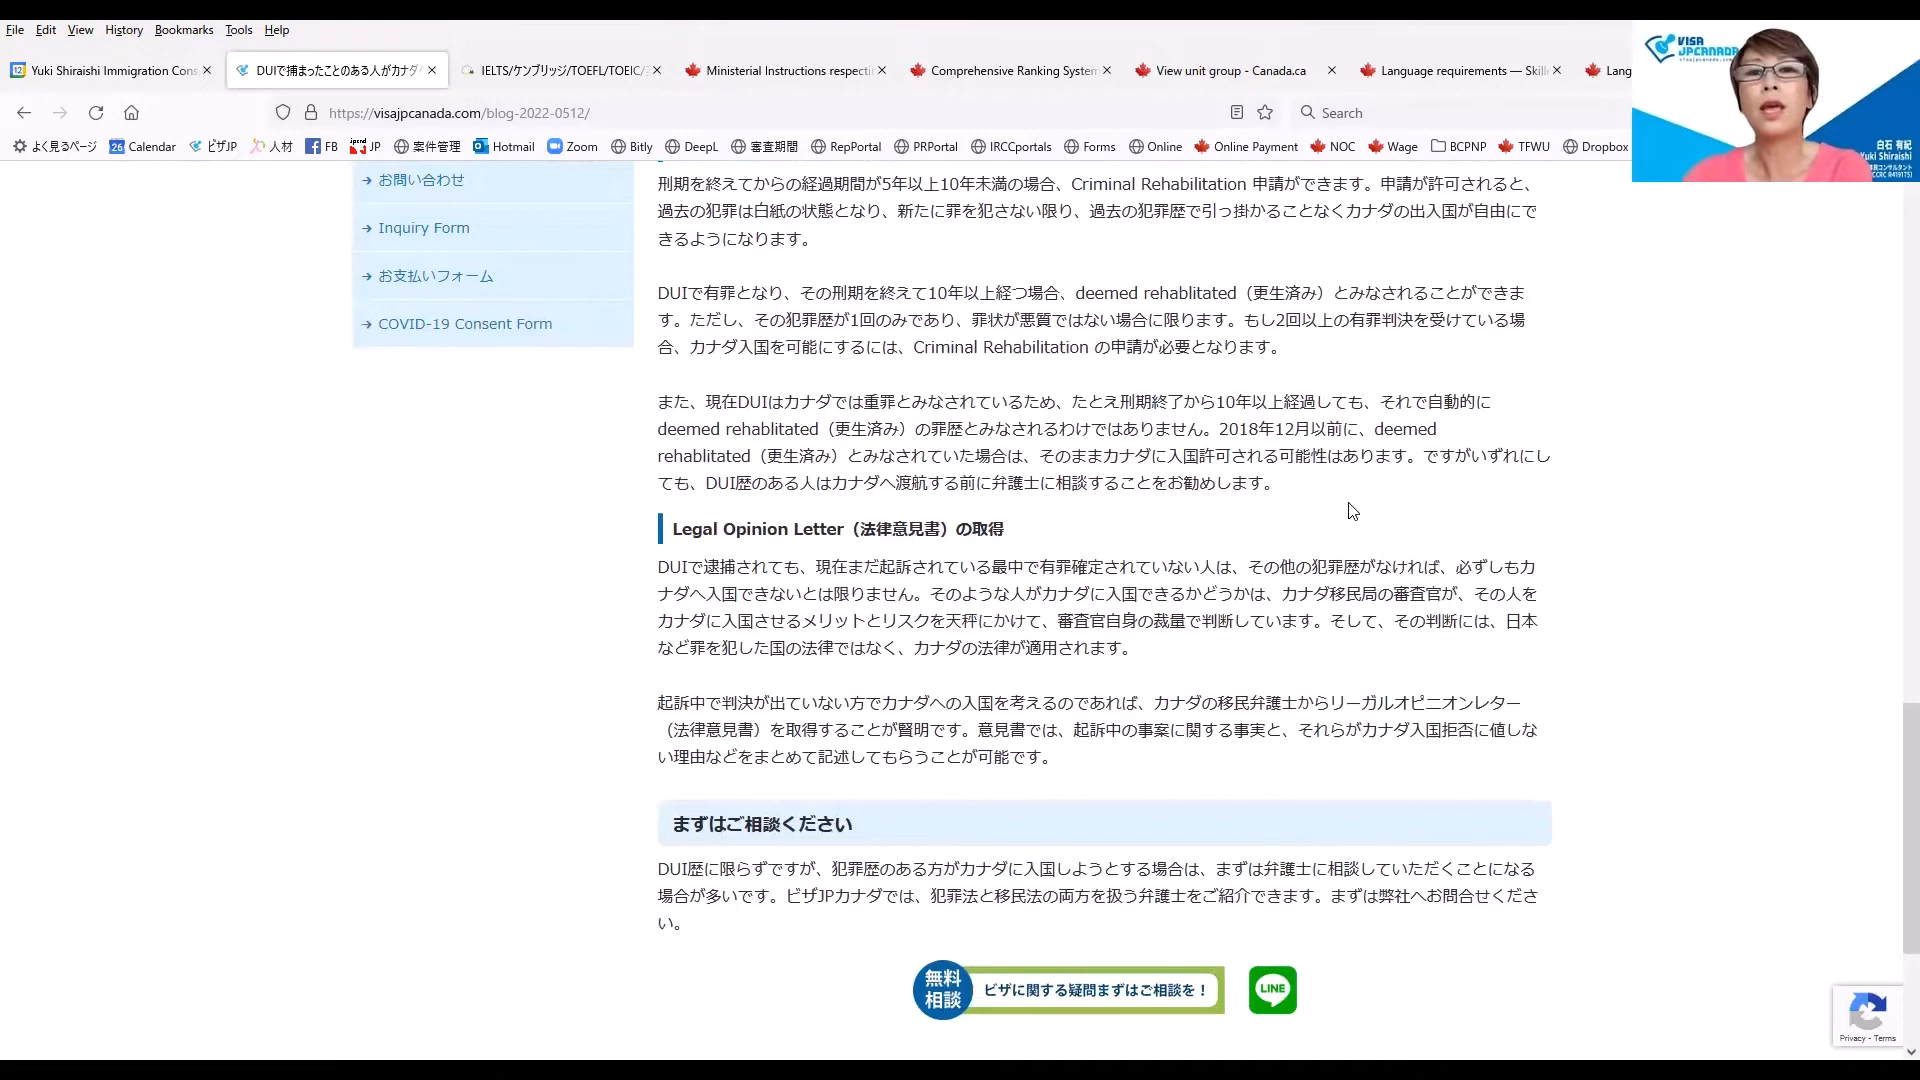 File Edit View History Bookmarks Tools Help
Yuki Shiraishi Immigration Cons
DUIで捕まったことのある人がカナダ
IELTS/ケンブリッジ/TOEFL/TOEIC/
Ministerial Instructions respecti
Comprehensive Ranking System
View unit group - Canada.ca
Language requirements — Skill
Lang
https://visajpcanada.com/blog-2022-0512/
Search
よく見るページ Calendar ビザJP 人材 FB JP 案件管理 Hotmail Zoom Bitly DeepL 審査期間 RepPortal PRPortal IRCCportals Forms Online Online Payment NOC Wage BCPNP TFWU Dropbox
VISA
JPCANADA
visajpcanada.com
白石 有紀
Yuki Shiraishi
お問い合わせ
Inquiry Form
お支払いフォーム
COVID-19 Consent Form
刑期を終えてからの経過期間が5年以上10年未満の場合、Criminal Rehabilitation 申請ができます。申請が許可されると、
過去の犯罪は白紙の状態となり、新たに罪を犯さない限り、過去の犯罪歴で引っ掛かることなくカナダの出入国が自由にで
きるようになります。
DUIで有罪となり、その刑期を終えて10年以上経つ場合、deemed rehablitated（更生済み）とみなされることができま
す。ただし、その犯罪歴が1回のみであり、罪状が悪質ではない場合に限ります。もし2回以上の有罪判決を受けている場
合、カナダ入国を可能にするには、Criminal Rehabilitation の申請が必要となります。
また、現在DUIはカナダでは重罪とみなされているため、たとえ刑期終了から10年以上経過しても、それで自動的に
deemed rehablitated（更生済み）の罪歴とみなされるわけではありません。2018年12月以前に、deemed
rehablitated（更生済み）とみなされていた場合は、そのままカナダに入国許可される可能性はあります。ですがいずれにし
ても、DUI歴のある人はカナダへ渡航する前に弁護士に相談することをお勧めします。
Legal Opinion Letter（法律意見書）の取得
DUIで逮捕されても、現在まだ起訴されている最中で有罪確定されていない人は、その他の犯罪歴がなければ、必ずしもカ
ナダへ入国できないとは限りません。そのような人がカナダに入国できるかどうかは、カナダ移民局の審査官が、その人を
カナダに入国させるメリットとリスクを天秤にかけて、審査官自身の裁量で判断しています。そして、その判断には、日本
など罪を犯した国の法律ではなく、カナダの法律が適用されます。
起訴中で判決が出ていない方でカナダへの入国を考えるのであれば、カナダの移民弁護士からリーガルオピニオンレター
（法律意見書）を取得することが賢明です。意見書では、起訴中の事案に関する事実と、それらがカナダ入国拒否に値しな
い理由などをまとめて記述してもらうことが可能です。
まずはご相談ください
DUI歴に限らずですが、犯罪歴のある方がカナダに入国しようとする場合は、まずは弁護士に相談していただくことになる
場合が多いです。ビザJPカナダでは、犯罪法と移民法の両方を扱う弁護士をご紹介できます。まずは弊社へお問合せくださ
い。
無料
相談
ビザに関する疑問まずはご相談を！
LINE
Privacy - Terms